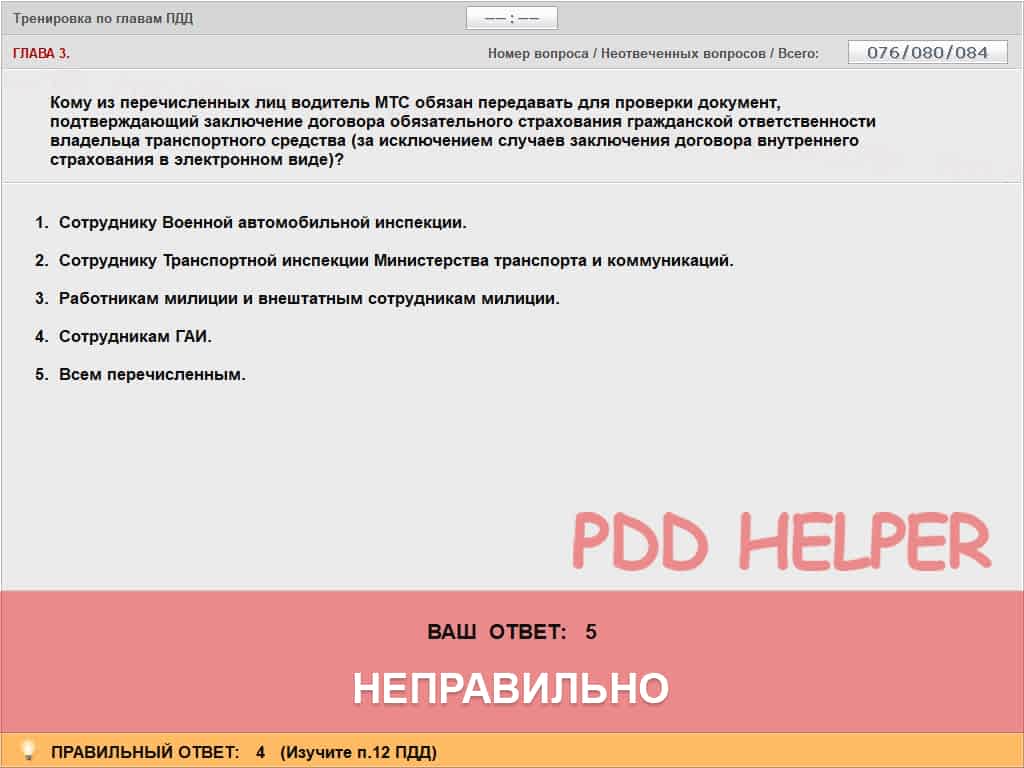 Тренировка по главам ПДД
—— : ——
ГЛАВА 3.
Номер вопроса / Неотвеченных вопросов / Всего: 076/080/084
Кому из перечисленных лиц водитель МТС обязан передавать для проверки документ,
подтверждающий заключение договора обязательного страхования гражданской ответственности
владельца транспортного средства (за исключением случаев заключения договора внутреннего
страхования в электронном виде)?
1. Сотруднику Военной автомобильной инспекции.
2. Сотруднику Транспортной инспекции Министерства транспорта и коммуникаций.
3. Работникам милиции и внештатным сотрудникам милиции.
4. Сотрудникам ГАИ.
5. Всем перечисленным.
PDD HELPER
ВАШ ОТВЕТ: 5
НЕПРАВИЛЬНО
ПРАВИЛЬНЫЙ ОТВЕТ: 4 (Изучите п.12 ПДД)